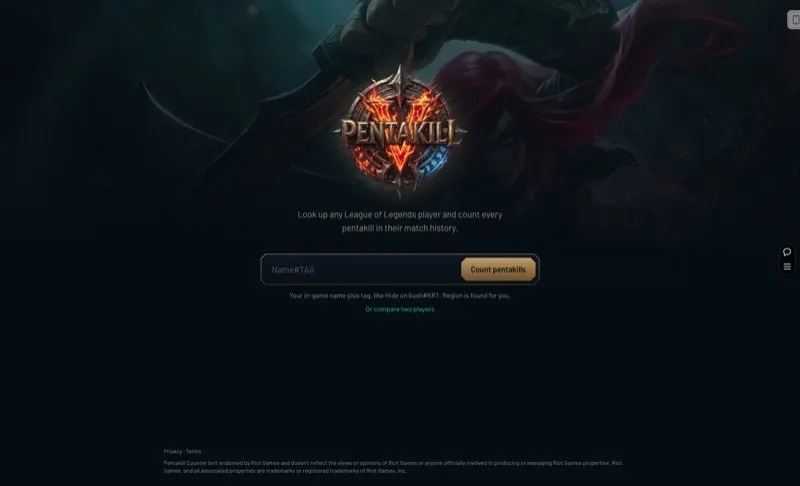 PENTAKILL
Look up any League of Legends player and count every
pentakill in their match history.
Name#TAG
Count pentakills
Your in-game name plus tag, like Hide on bush#KR1. Region is found for you.
Or compare two players
Privacy · Terms
Pentakill Counter isn't endorsed by Riot Games and doesn't reflect the views or opinions of Riot Games or anyone officially involved in producing or managing Riot Games properties. Riot
Games, and all associated properties are trademarks or registered trademarks of Riot Games, Inc.